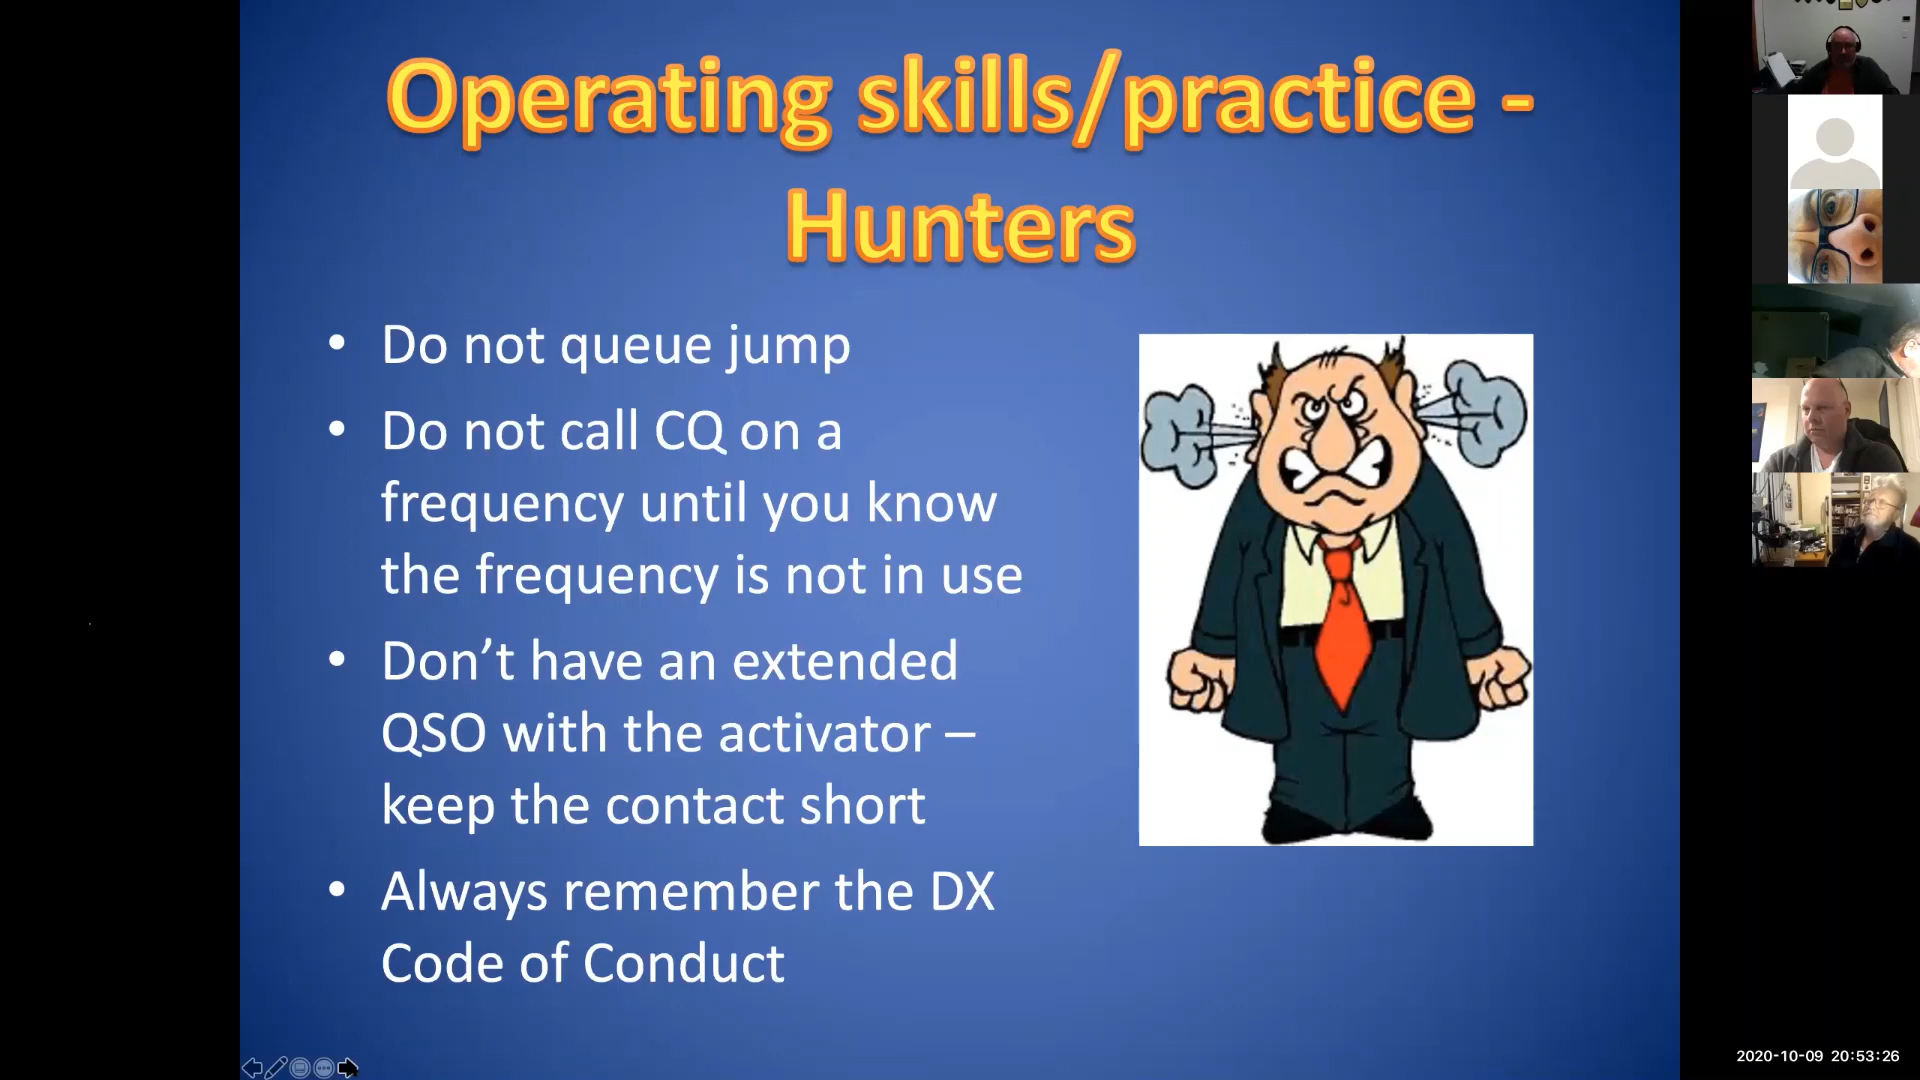 Operating skills/practice -
Hunters
• Do not queue jump
• Do not call CQ on a
frequency until you know
the frequency is not in use
• Don’t have an extended
QSO with the activator –
keep the contact short
• Always remember the DX
Code of Conduct
2020-10-09 20:53:26